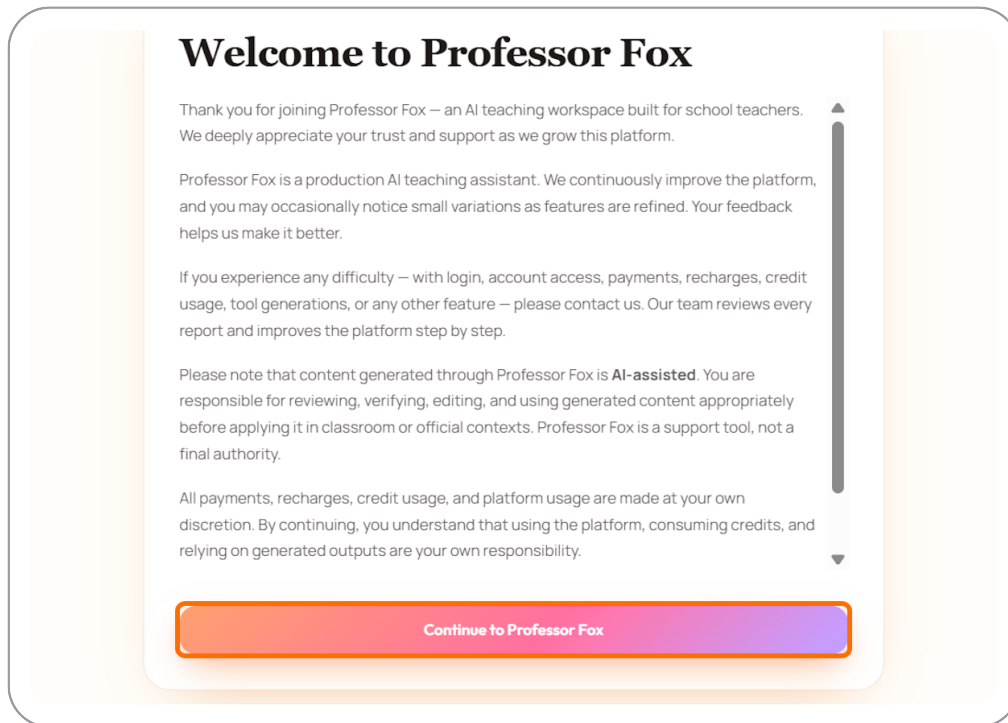 Welcome to Professor Fox
Thank you for joining Professor Fox — an AI teaching workspace built for school teachers.
We deeply appreciate your trust and support as we grow this platform.
Professor Fox is a production AI teaching assistant. We continuously improve the platform,
and you may occasionally notice small variations as features are refined. Your feedback
helps us make it better.
If you experience any difficulty — with login, account access, payments, recharges, credit
usage, tool generations, or any other feature — please contact us. Our team reviews every
report and improves the platform step by step.
Please note that content generated through Professor Fox is AI-assisted. You are
responsible for reviewing, verifying, editing, and using generated content appropriately
before applying it in classroom or official contexts. Professor Fox is a support tool, not a
final authority.
All payments, recharges, credit usage, and platform usage are made at your own
discretion. By continuing, you understand that using the platform, consuming credits, and
relying on generated outputs are your own responsibility.
Continue to Professor Fox